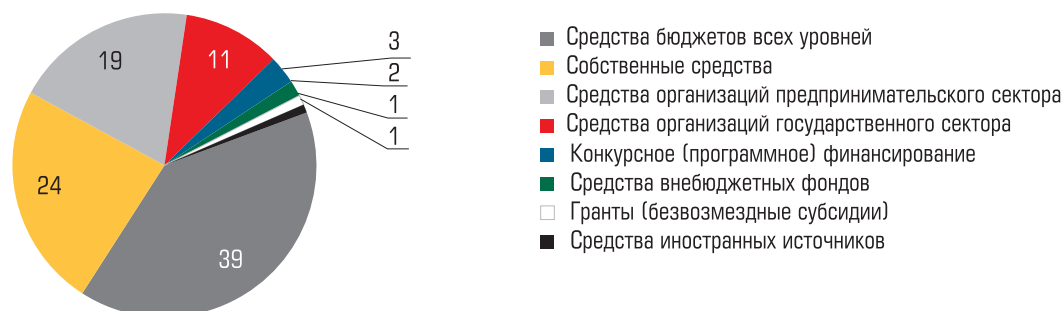 19
11
3
2
1
1
24
39
Средства бюджетов всех уровней
Собственные средства
Средства организаций предпринимательского сектора
Средства организаций государственного сектора
Конкурсное (программное) финансирование
Средства внебюджетных фондов
Гранты (безвозмездные субсидии)
Средства иностранных источников